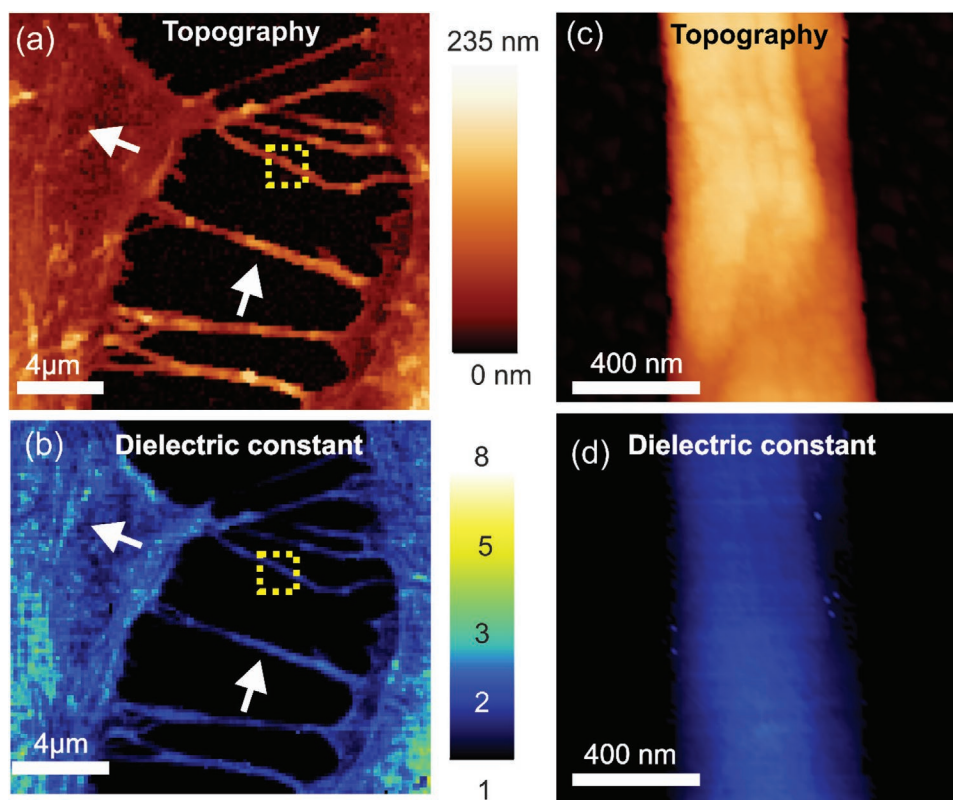 (a)
Topography
4μm
235 nm
0 nm
(c)
Topography
400 nm
(b)
Dielectric constant
4μm
8
5
3
2
1
(d)
Dielectric constant
400 nm